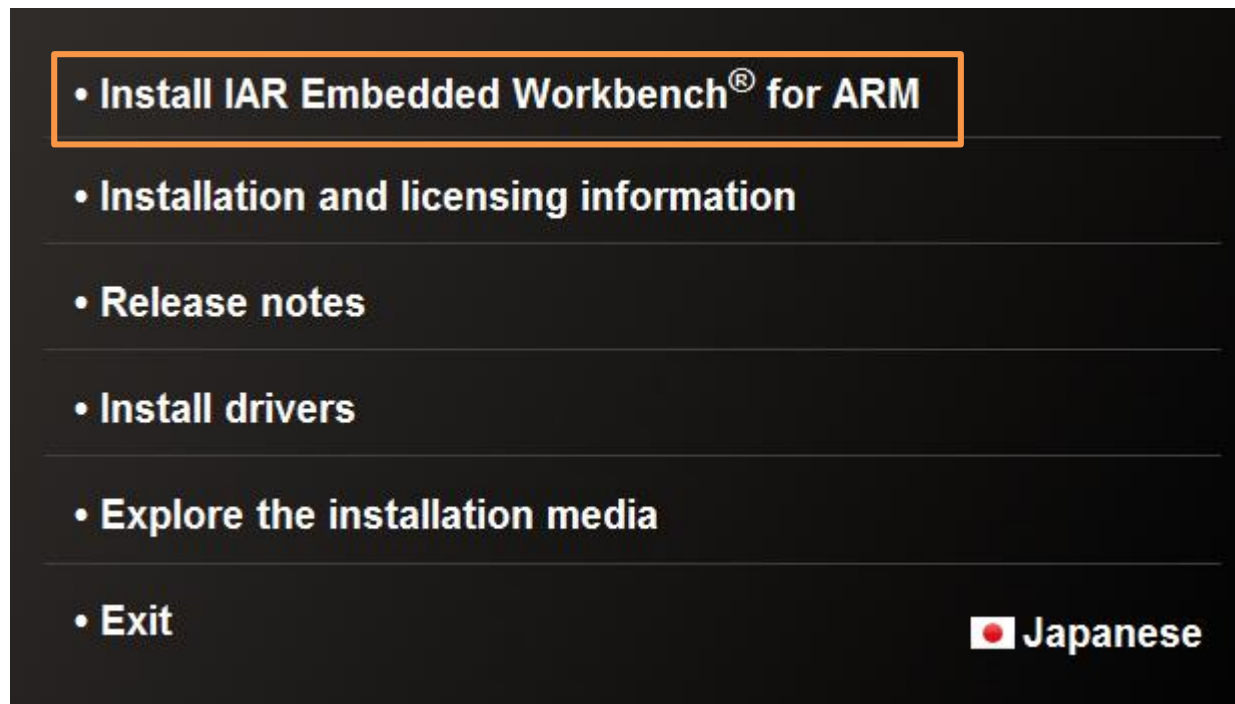 • Install IAR Embedded Workbench® for ARM
• Installation and licensing information
• Release notes
• Install drivers
• Explore the installation media
• Exit
Japanese